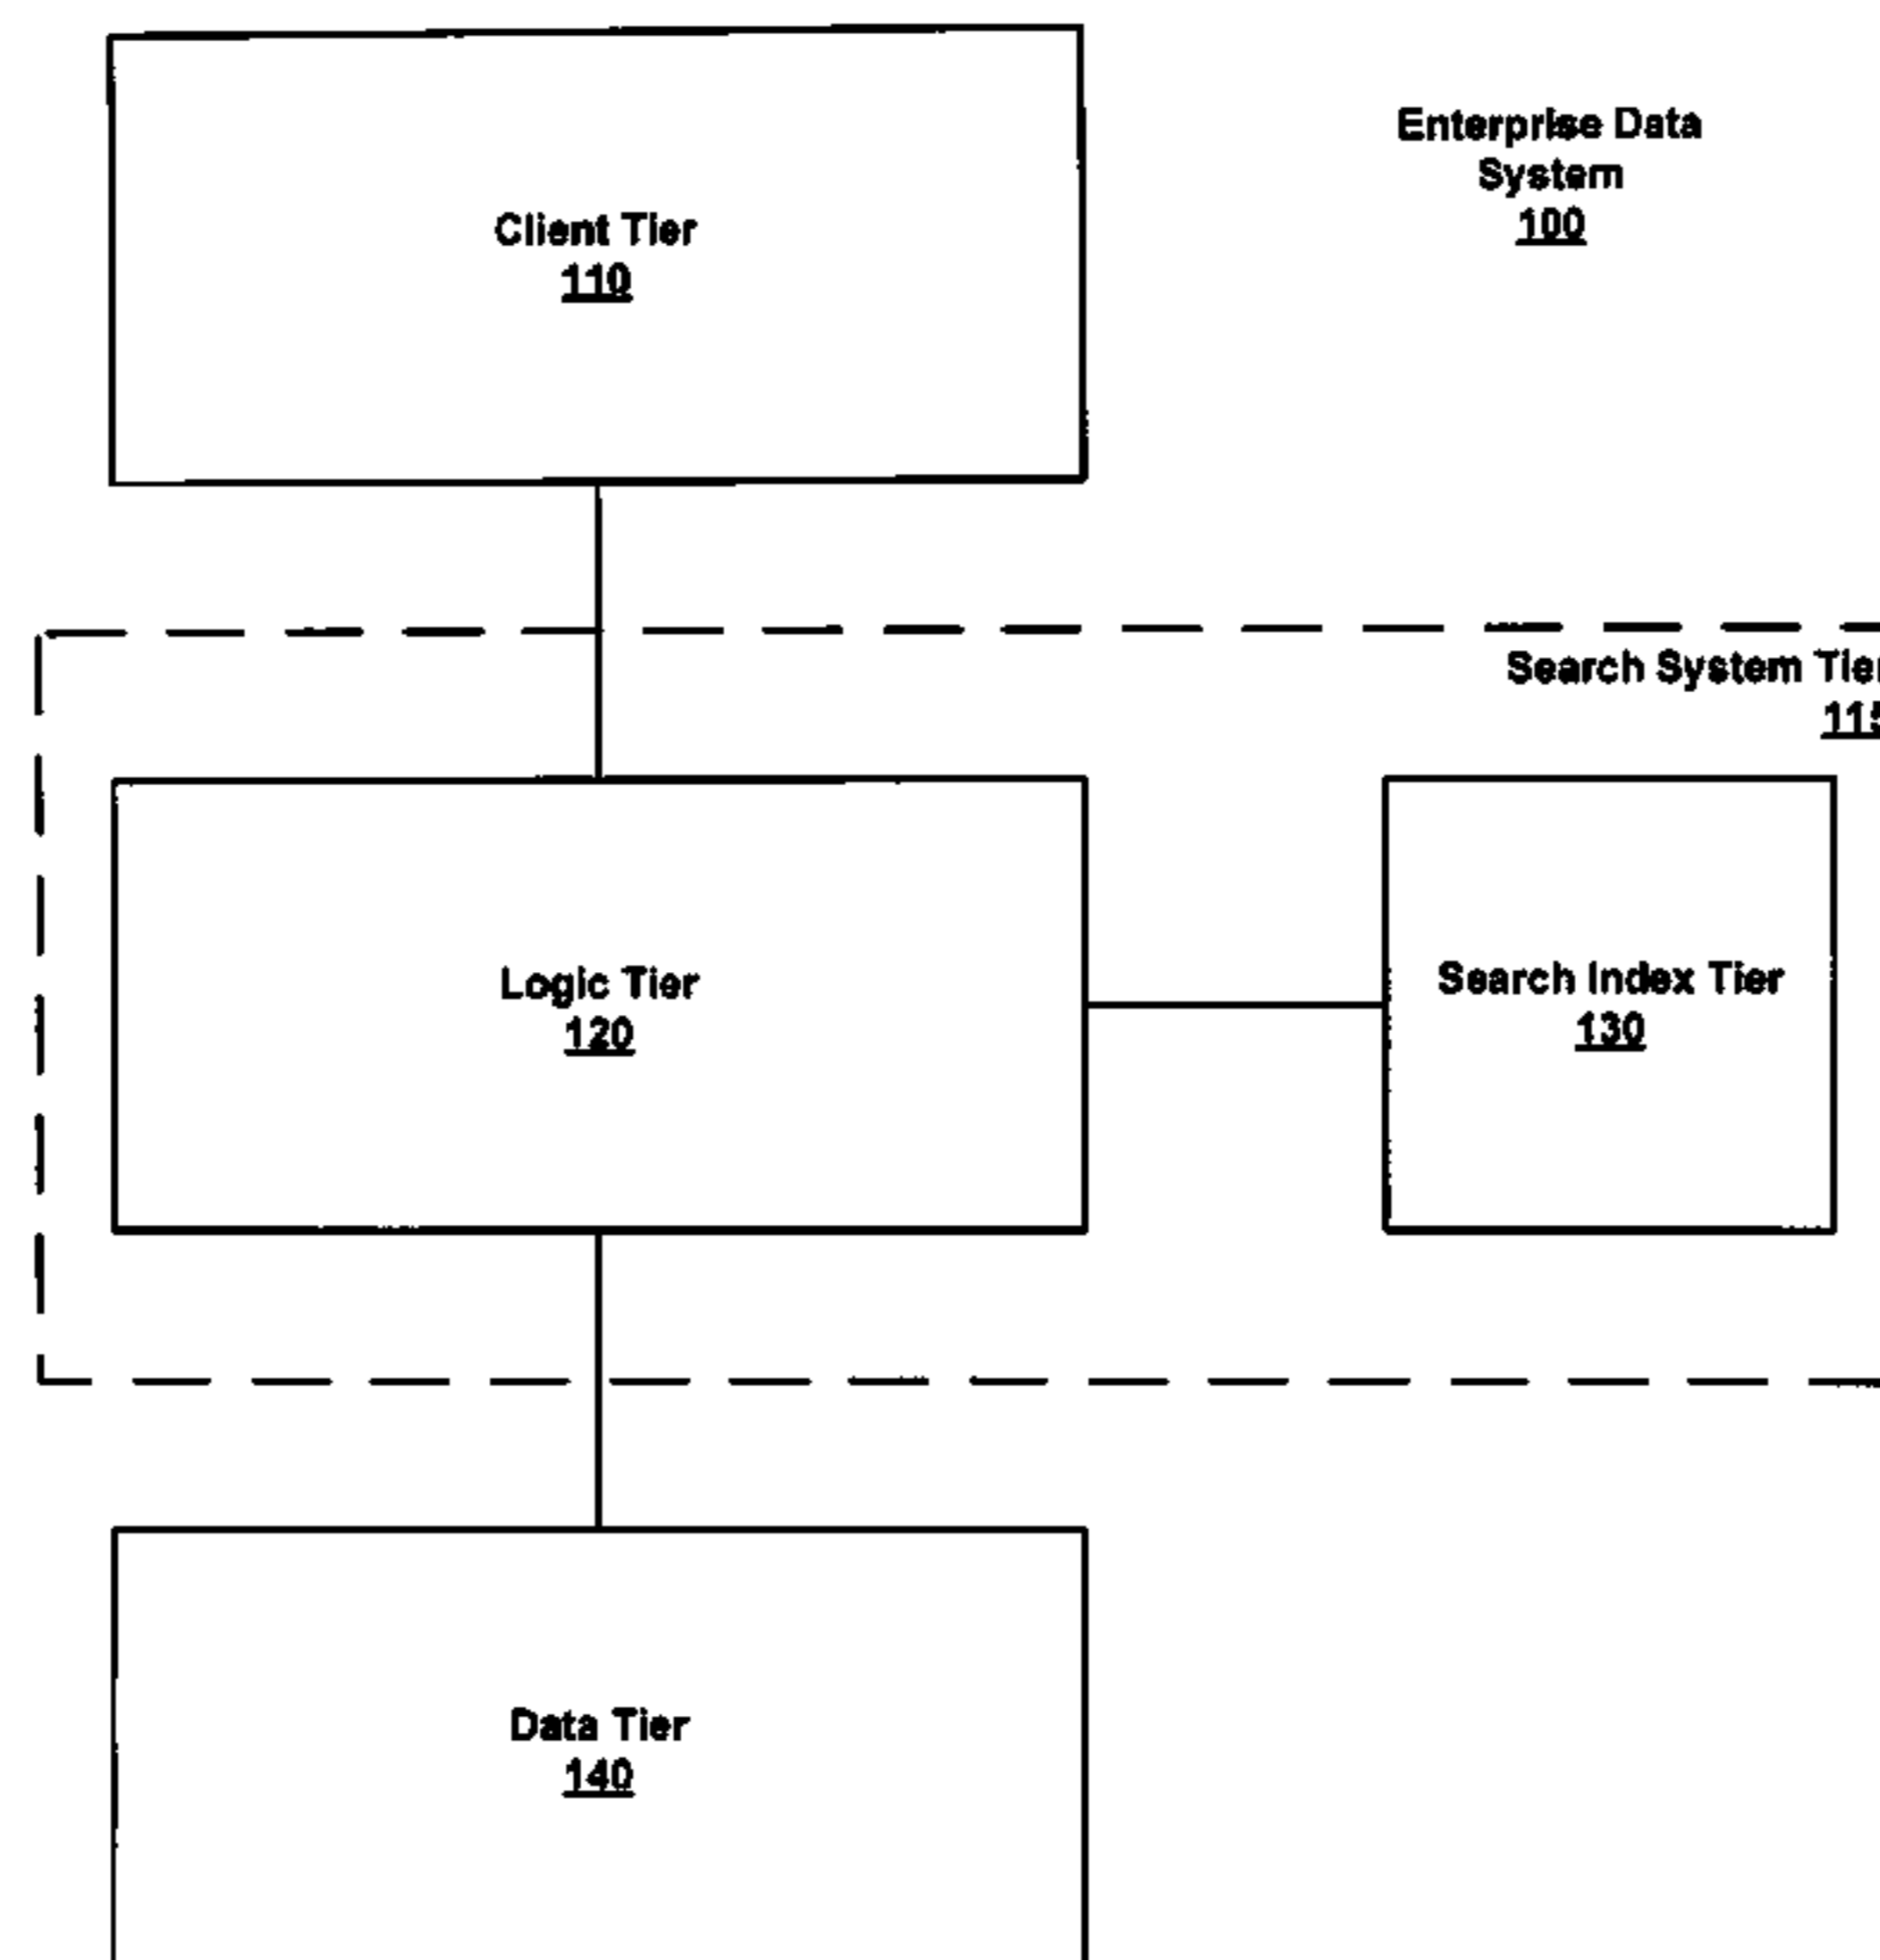 Enterprise Data
System
100
Client Tier
110
Search System Tier
115
Logic Tier
120
Search Index Tier
130
Data Tier
140